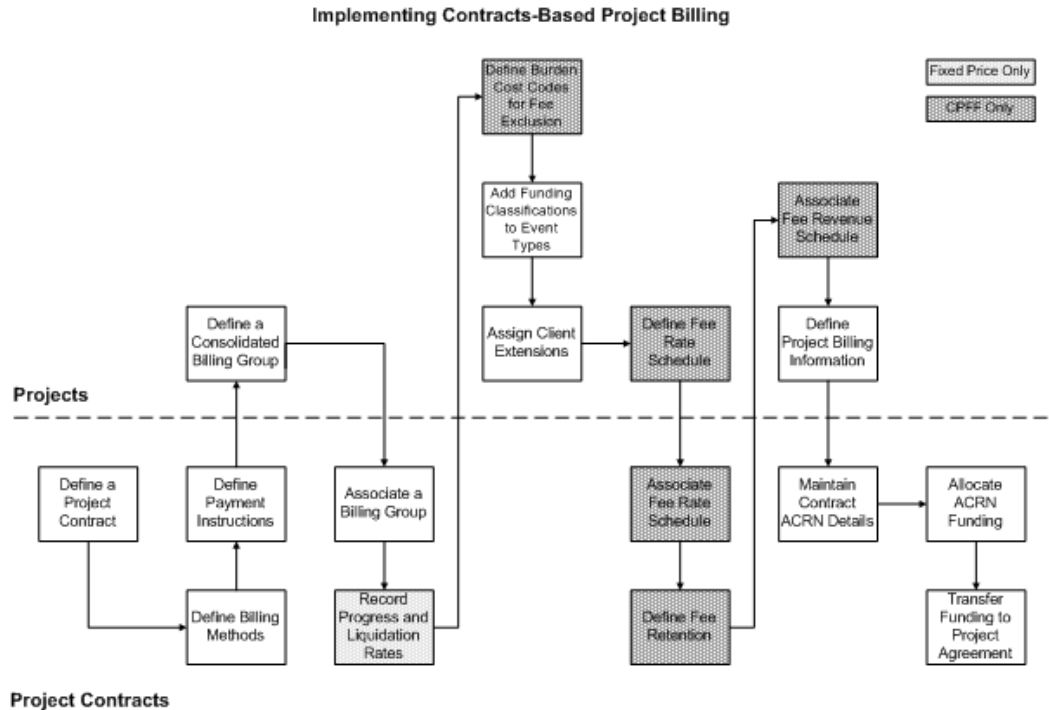 Implementing Contracts-Based Project Billing
Define Burden
Cost Codes
for Fee
Exclusion
Fixed Price Only
CPFF Only
Add Funding
Classifications
to Event
Types
Associate
Fee Revenue
Schedule
Define a
Consolidated
Billing Group
Assign Client
Extensions
Define Fee
Rate
Schedule
Define
Project Billing
Information
Projects
Define a
Project
Contract
Define
Payment
Instructions
Associate a
Billing Group
Associate
Fee Rate
Schedule
Maintain
Contract
ACRN Details
Allocate
ACRN
Funding
Define Billing
Methods
Record
Progress and
Liquidation
Rates
Define Fee
Retention
Transfer
Funding to
Project
Agreement
Project Contracts